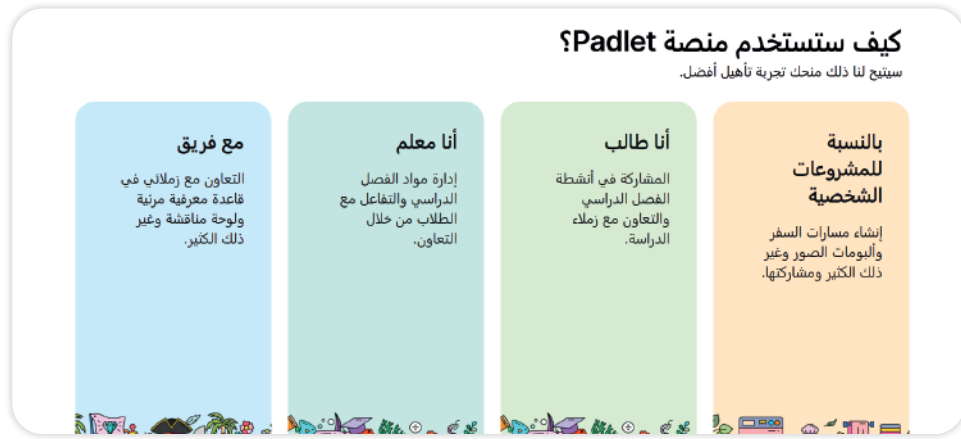 كيف ستستخدم منصة Padlet؟
سيتيح لنا ذلك منحك تجربة تأهيل أفضل.
بالنسبة
للمشروعات
الشخصية
إنشاء مسارات السفر
وألبومات الصور وغير
ذلك الكثير ومشاركتها.
أنا طالب
المشاركة في أنشطة
الفصل الدراسي
والتعاون مع زملاء
الدراسة.
أنا معلم
إدارة مواد الفصل
الدراسي والتفاعل مع
الطلاب من خلال
التعاون.
مع فريق
التعاون مع زملائي في
قاعدة معرفية مرئية
ولوحة مناقشة وغير
ذلك الكثير.